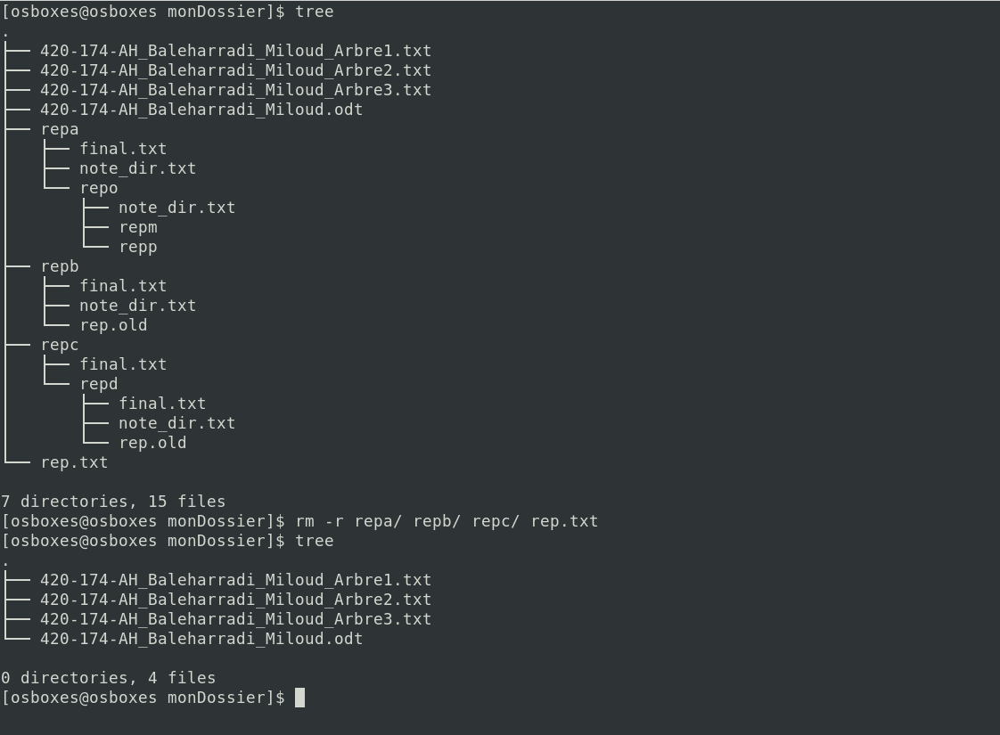 [osboxes@osboxes monDossier]$ tree
.
├── 420-174-AH_Baleharradi_Miloud_Arbre1.txt
├── 420-174-AH_Baleharradi_Miloud_Arbre2.txt
├── 420-174-AH_Baleharradi_Miloud_Arbre3.txt
├── 420-174-AH_Baleharradi_Miloud.odt
├── repa
│   ├── final.txt
│   ├── note_dir.txt
│   └── repo
│       ├── note_dir.txt
│       ├── repm
│       └── repp
├── repb
│   ├── final.txt
│   ├── note_dir.txt
│   └── rep.old
├── repc
│   ├── final.txt
│   └── repd
│       ├── final.txt
│       ├── note_dir.txt
│       └── rep.old
└── rep.txt

7 directories, 15 files
[osboxes@osboxes monDossier]$ rm -r repa/ repb/ repc/ rep.txt
[osboxes@osboxes monDossier]$ tree
.
├── 420-174-AH_Baleharradi_Miloud_Arbre1.txt
├── 420-174-AH_Baleharradi_Miloud_Arbre2.txt
├── 420-174-AH_Baleharradi_Miloud_Arbre3.txt
└── 420-174-AH_Baleharradi_Miloud.odt

0 directories, 4 files
[osboxes@osboxes monDossier]$